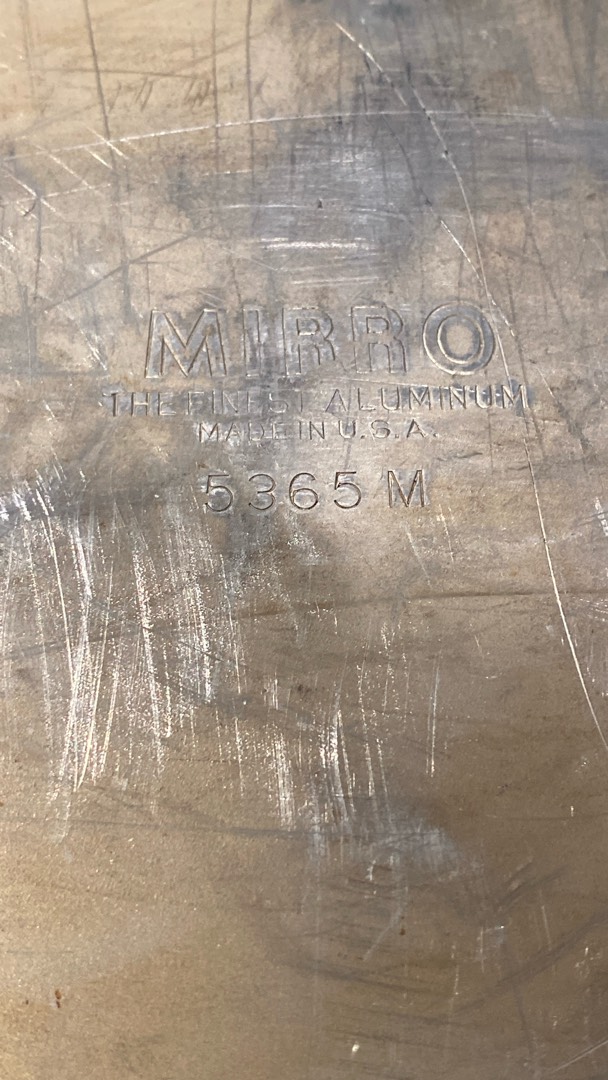 MIRRO
THE FINEST ALUMINUM
MADE IN U.S.A.
5365 M